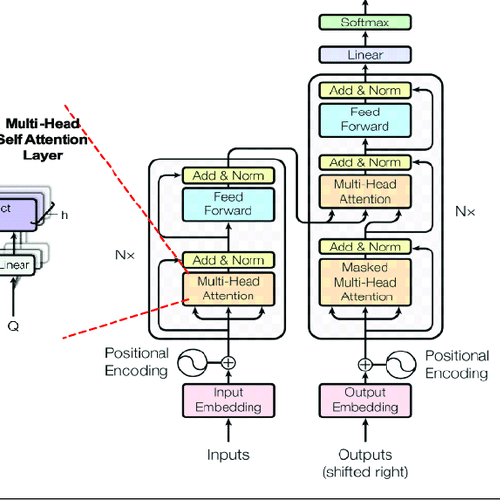 Multi-Head
Self Attention
Layer
h
Linear
Q
Softmax
Linear
Add & Norm
Feed
Forward
Add & Norm
Multi-Head
Attention
Nx
Add & Norm
Masked
Multi-Head
Attention
Add & Norm
Feed
Forward
Nx
Add & Norm
Multi-Head
Attention
Positional
Encoding
Positional
Encoding
Input
Embedding
Output
Embedding
Inputs
Outputs
(shifted right)